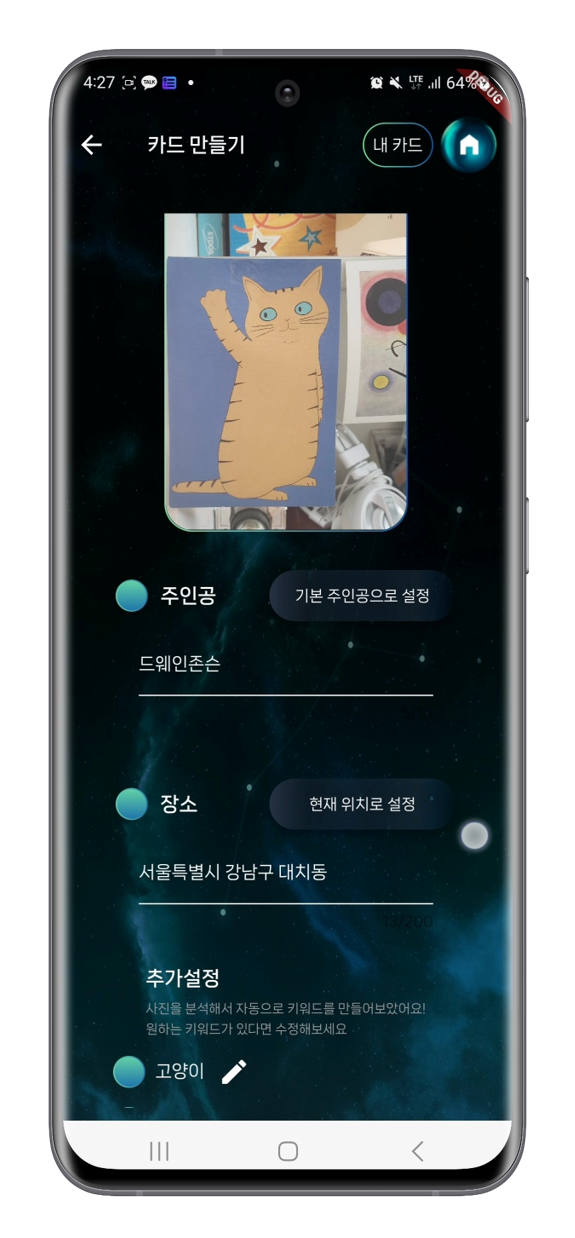 4:27
TALK
LTE
64%
DEBUG
카드 만들기
내 카드
주인공
기본 주인공으로 설정
드웨인존슨
장소
현재 위치로 설정
서울특별시 강남구 대치동
13/200
추가설정
사진을 분석해서 자동으로 키워드를 만들어보았어요!
원하는 키워드가 있다면 수정해보세요
고양이